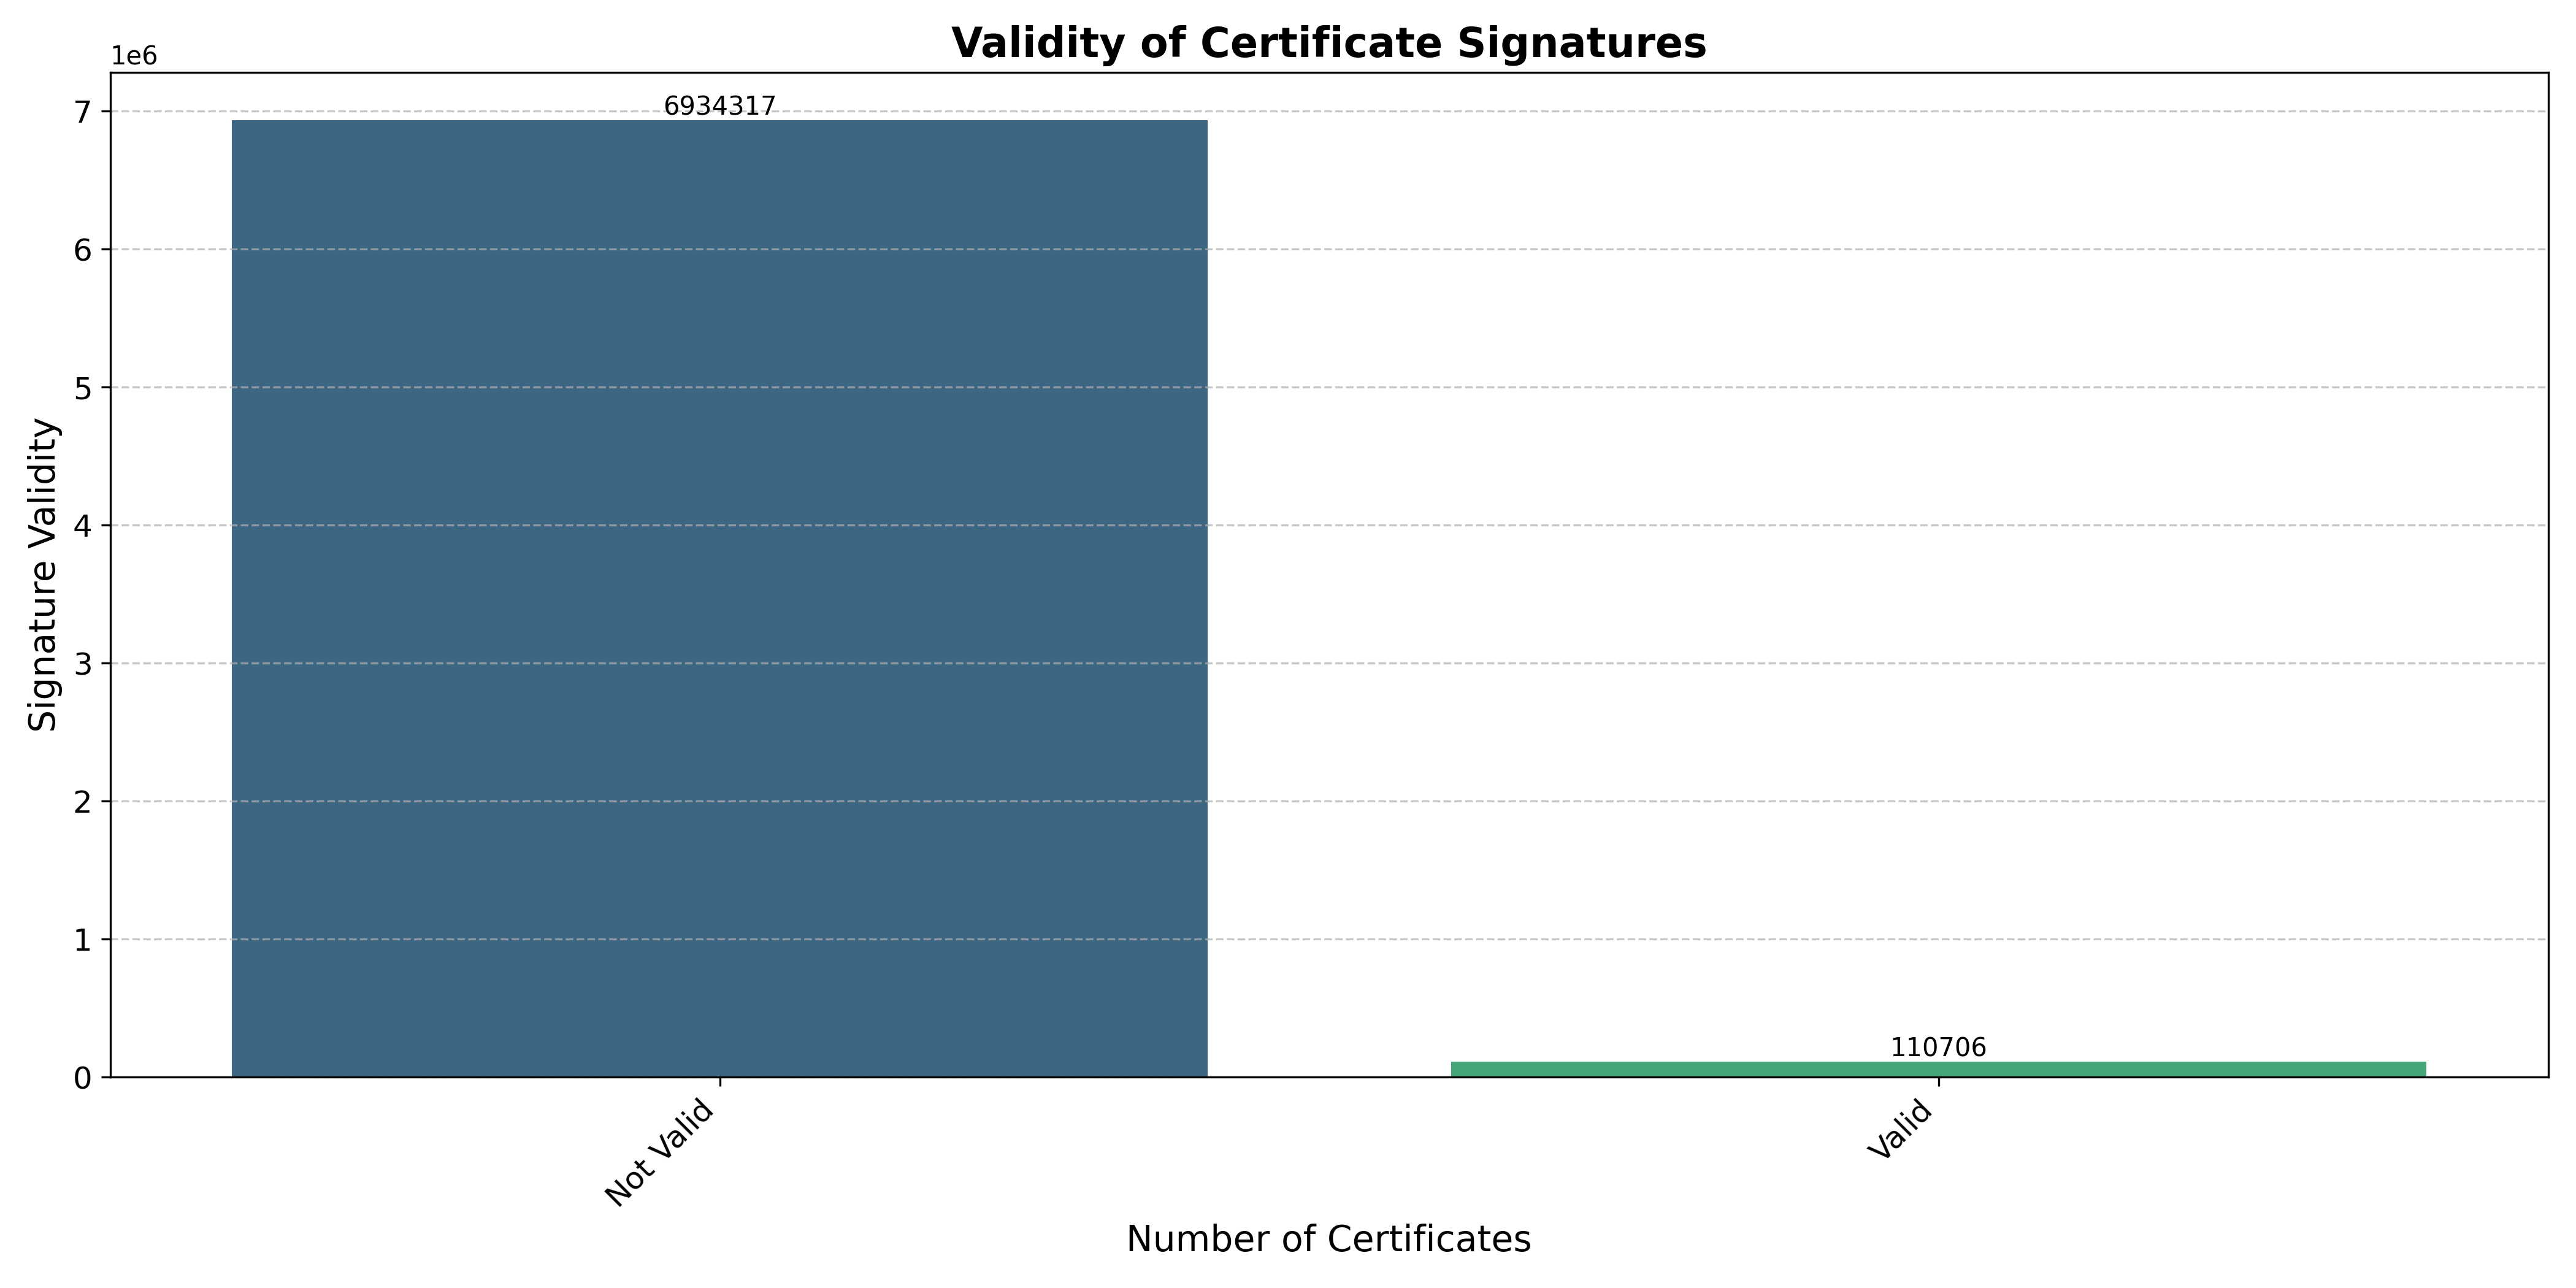 Validity of Certificate Signatures
1e6
7
6
5
4
3
2
1
0
Signature Validity
6934317
110706
Not Valid
Valid
Number of Certificates